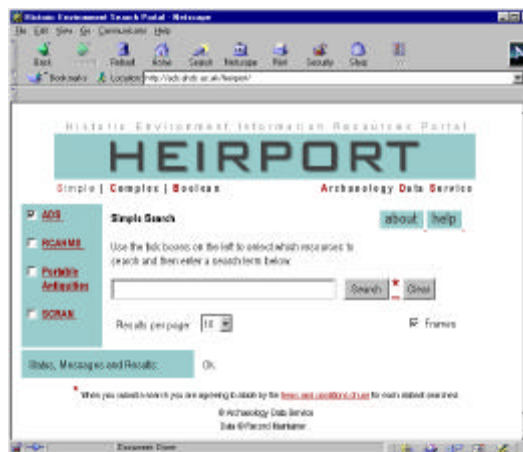 Historic Environment Search Portal - Netscape
File Edit View Go Communicator Help
Back Reload Home Search Netscape Print Security Stop
Bookmarks Location: http://ads.ahds.ac.uk/heirport/
Historic Environment Information Resources Portal
HEIRPORT
Simple | Complex | Boolean Archaeology Data Service
ADS
Simple Search
about help
RCAHMS
Use the tick boxes on the left to select which resources to
search and then enter a search term below.
Portable
Antiquities
Search * Clear
SCRAN
Results per page: 10 Frames
Status, Messages and Results: Ok.
* When you submit a search you are agreeing to abide by the terms and conditions of use for each dataset searched.
© Archaeology Data Service
Data © Record Maintainer
Document: Done